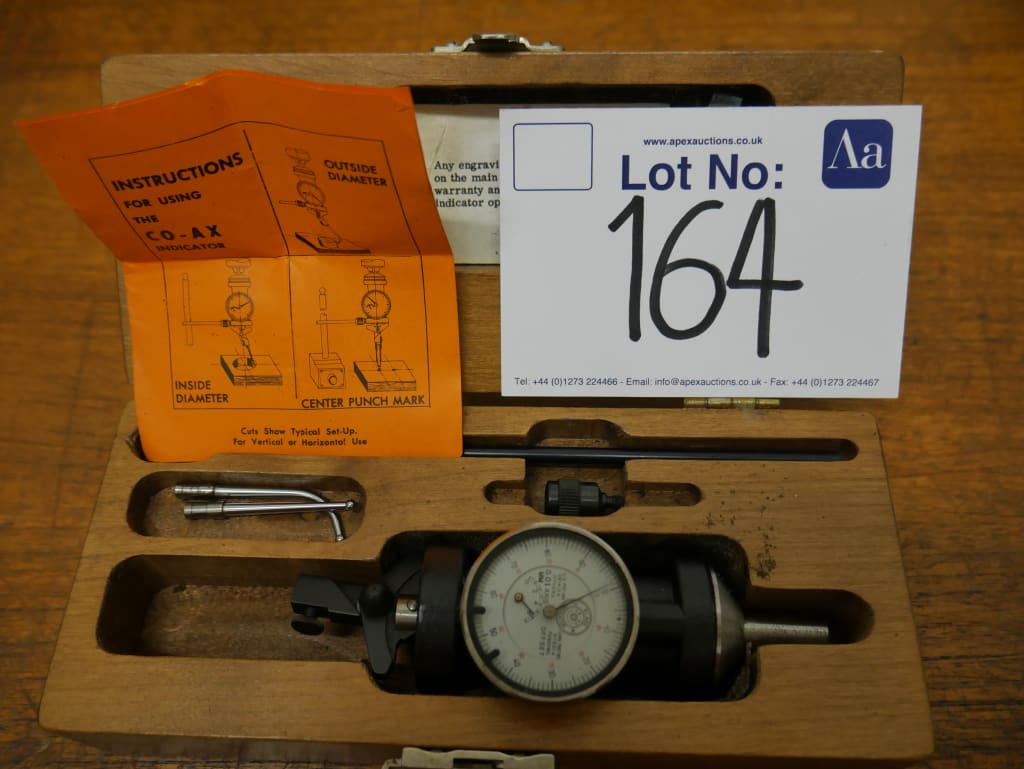 INSTRUCTIONS
FOR USING
THE
CO-AX
INDICATOR
OUTSIDE
DIAMETER
INSIDE
DIAMETER
CENTER PUNCH MARK
Cuts Show Typical Set-Up.
For Vertical or Horizontal Use
Any engravi
on the main
warranty an
indicator op
www.apexauctions.co.uk
Aa
Lot No:
164
Tel: +44 (0)1273 224466 - Email: info@apexauctions.co.uk - Fax: +44 (0)1273 224467